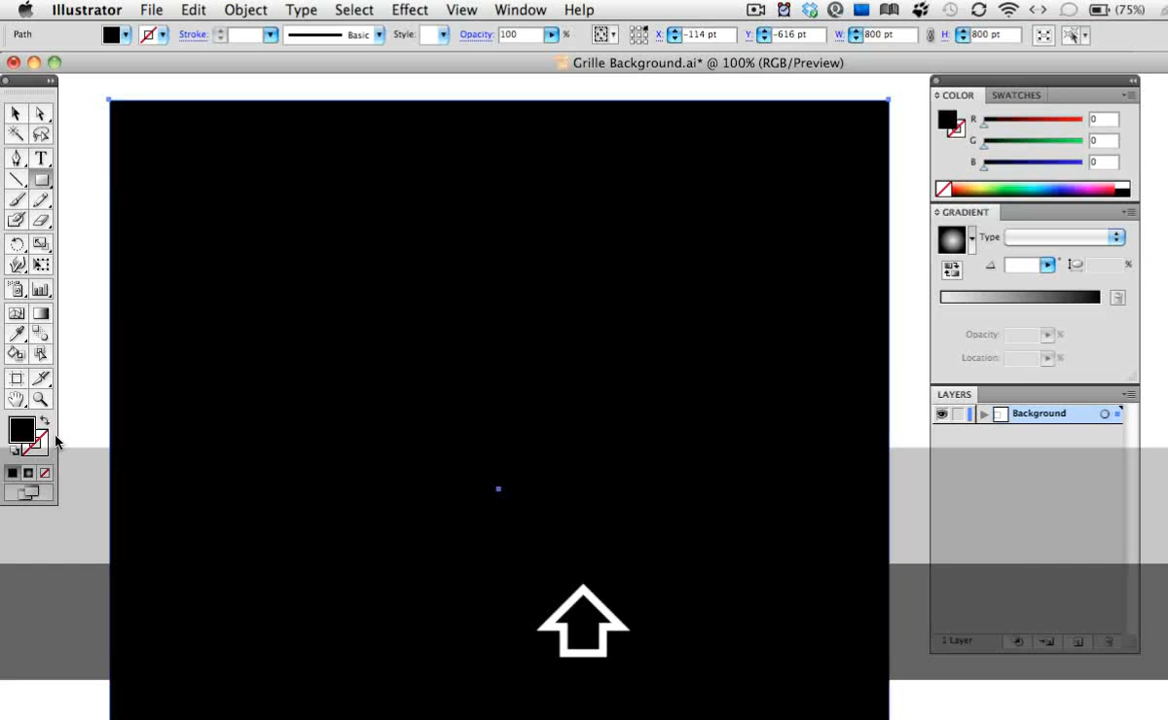 Illustrator File Edit Object Type Select Effect View Window Help (75%)
Path Stroke: Basic Style: Opacity: 100 % X: -114 pt Y: -616 pt W: 800 pt H: 800 pt
Grille Background.ai* @ 100% (RGB/Preview)
COLOR SWATCHES
R 0
G 0
B 0
GRADIENT
Type
° %
Opacity: %
Location: %
LAYERS
Background
1 Layer
T